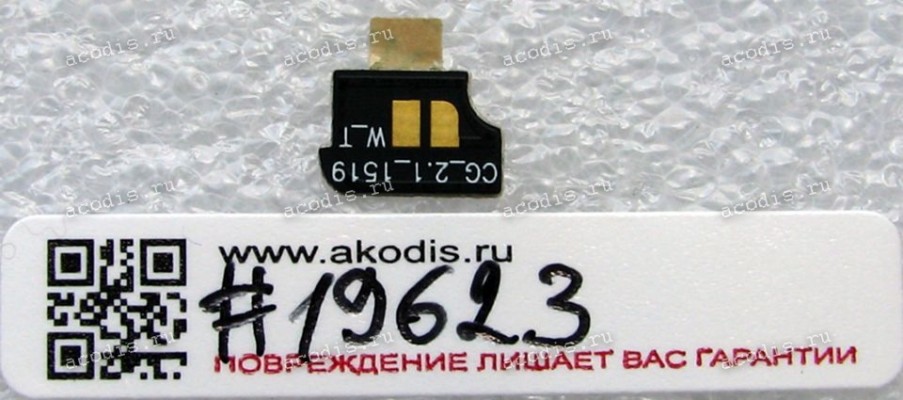 W_T
CG_2.1_1519
www.akodis.ru
#19623
ПОВРЕЖДЕНИЕ ЛИШАЕТ ВАС ГАРАНТИИ
acodis.ru